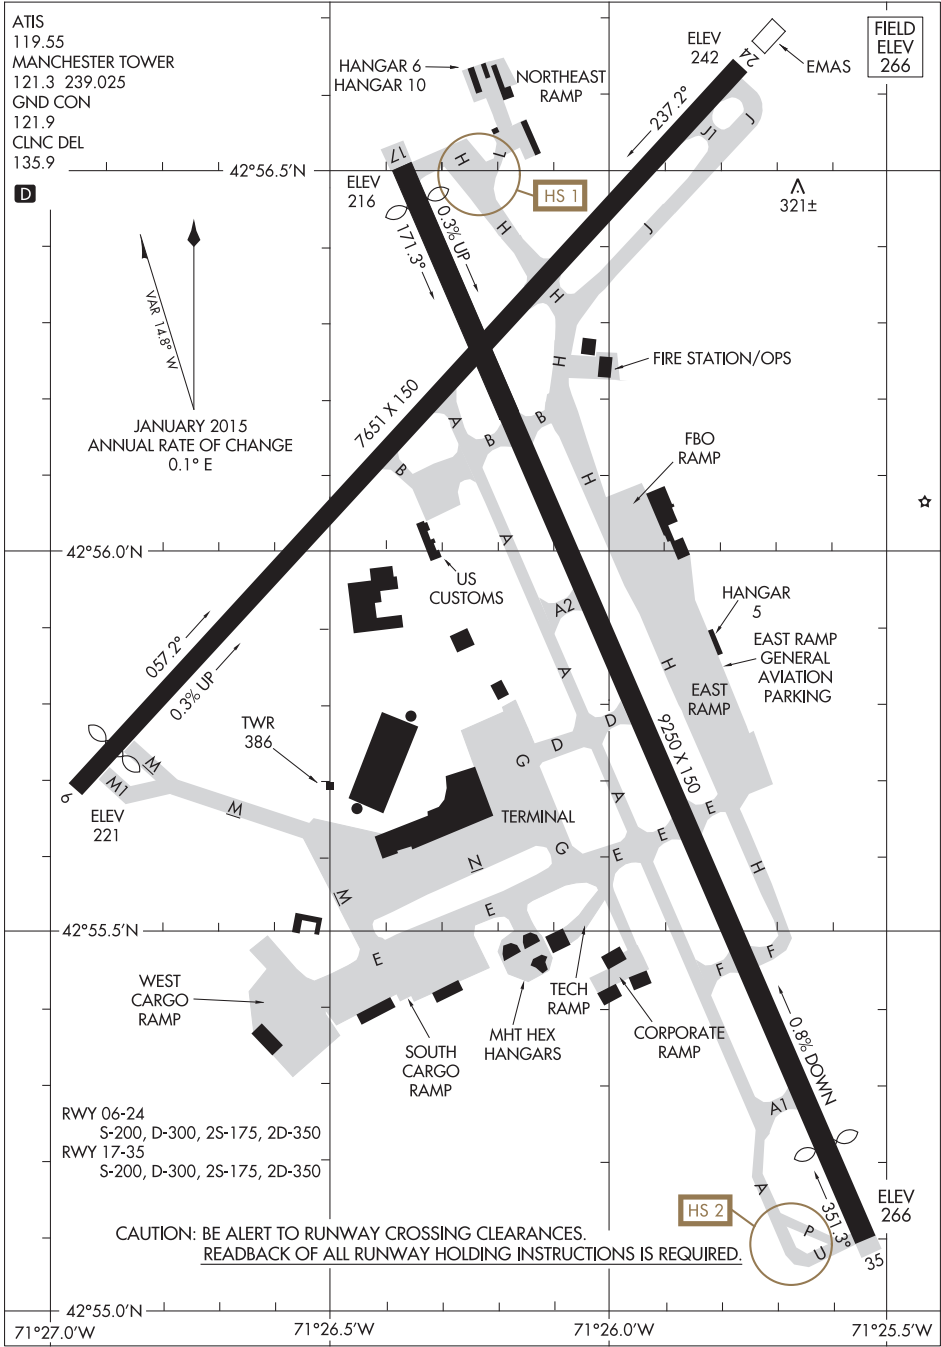 ATIS
119.55
MANCHESTER TOWER
121.3 239.025
GND CON
121.9
CLNC DEL
135.9
D
HANGAR 6
HANGAR 10
NORTHEAST
RAMP
ELEV
242
24
EMAS
FIELD
ELEV
266
237.2°
J1
J
42°56.5'N
17
H
L
HS 1
ELEV
216
0.3% UP
171.3°
H
J
321±
VAR 14.8° W
H
JANUARY 2015
ANNUAL RATE OF CHANGE
0.1° E
H
FIRE STATION/OPS
7651 X 150
A
B
B
B
H
FBO
RAMP
42°56.0'N
A
US
CUSTOMS
A2
HANGAR
5
EAST RAMP
GENERAL
AVIATION
PARKING
057.2°
0.3% UP
A
H
EAST
RAMP
TWR
386
G
D
D
9250 X 150
M
M1
6
M
ELEV
221
TERMINAL
A
E
E
E
G
N
H
M
E
42°55.5'N
E
F
F
WEST
CARGO
RAMP
SOUTH
CARGO
RAMP
MHT HEX
HANGARS
TECH
RAMP
CORPORATE
RAMP
0.8% DOWN
RWY 06-24
S-200, D-300, 2S-175, 2D-350
RWY 17-35
S-200, D-300, 2S-175, 2D-350
A1
A
351.3°
ELEV
266
HS 2
P
U
35
CAUTION: BE ALERT TO RUNWAY CROSSING CLEARANCES.
READBACK OF ALL RUNWAY HOLDING INSTRUCTIONS IS REQUIRED.
42°55.0'N
71°27.0'W
71°26.5'W
71°26.0'W
71°25.5'W